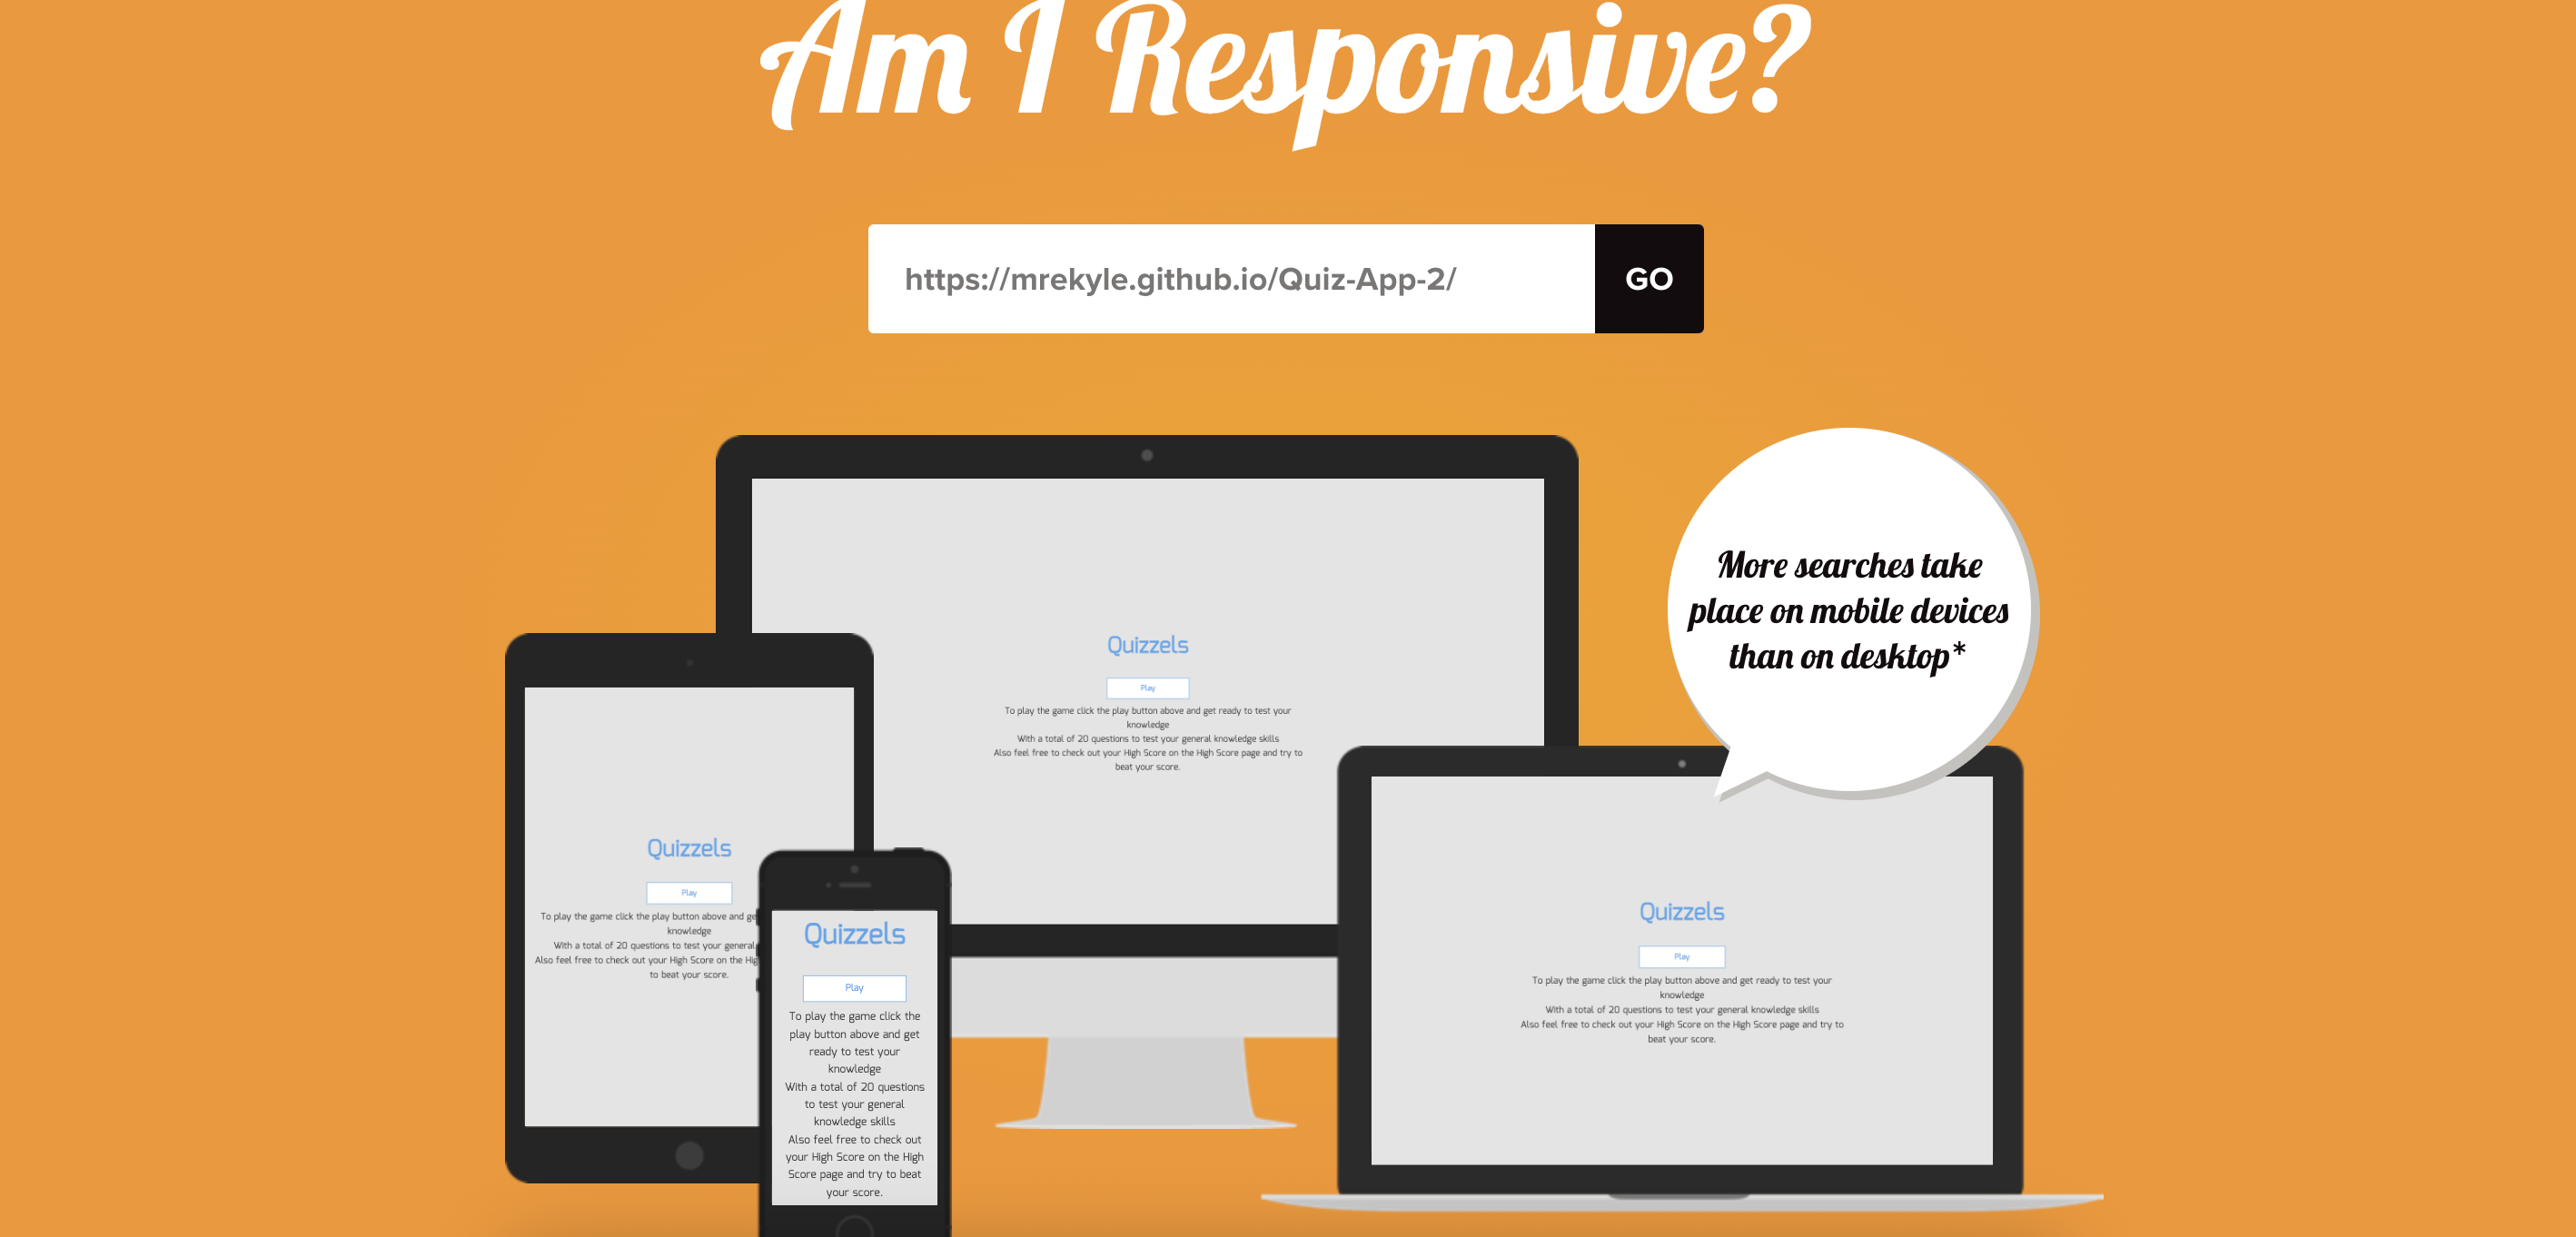 Am I Responsive?
https://mrekyle.github.io/Quiz-App-2/
GO
More searches take
place on mobile devices
than on desktop*
Quizzels
Play
To play the game click the play button above and get ready to test your
knowledge
With a total of 20 questions to test your general knowledge skills
Also feel free to check out your High Score on the High Score page and try to
beat your score.
Quizzels
Play
To play the game click the play button above and
knowledge
With a total of 20 questions to test your general
Also feel free to check out your High Score on the
to beat your score.
Quizzels
Play
To play the game click the
play button above and get
ready to test your
knowledge
With a total of 20 questions
to test your general
knowledge skills
Also feel free to check out
your High Score on the High
Score page and try to beat
your score.
Quizzels
Play
To play the game click the play button above and get ready to test your
knowledge
With a total of 20 questions to test your general knowledge skills
Also feel free to check out your High Score on the High Score page and try to
beat your score.